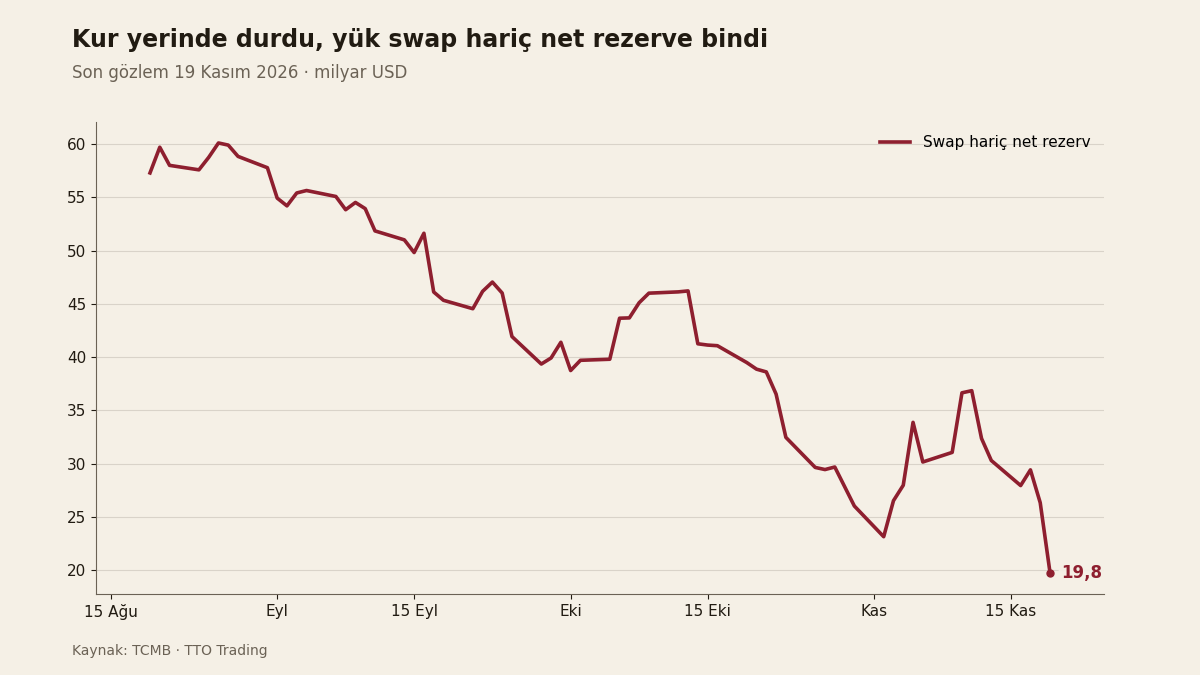 Kur yerinde durdu, yük swap hariç net rezerve bindi
Son gözlem 19 Kasım 2026 · milyar USD
Swap hariç net rezerv
60
55
50
45
40
35
30
25
20
19,8
15 Ağu
Eyl
15 Eyl
Eki
15 Eki
Kas
15 Kas
Kaynak: TCMB · TTO Trading